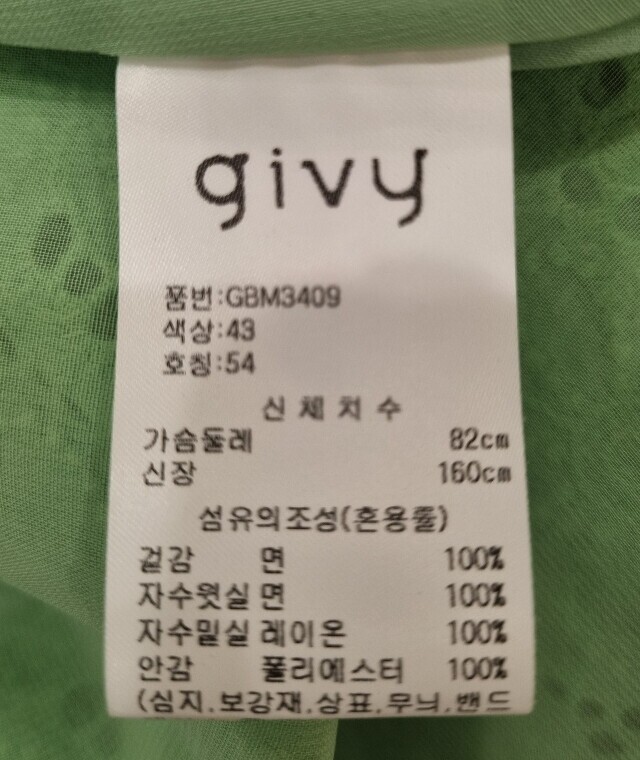 givy
품번:GBM3409
색상:43
호칭:54
신체치수
가슴둘레 82cm
신장 160cm
섬유의조성(혼용률)
겉감 면 100%
자수윗실 면 100%
자수밑실 레이온 100%
안감 폴리에스터 100%
(심지,보강재,상표,무늬,밴드